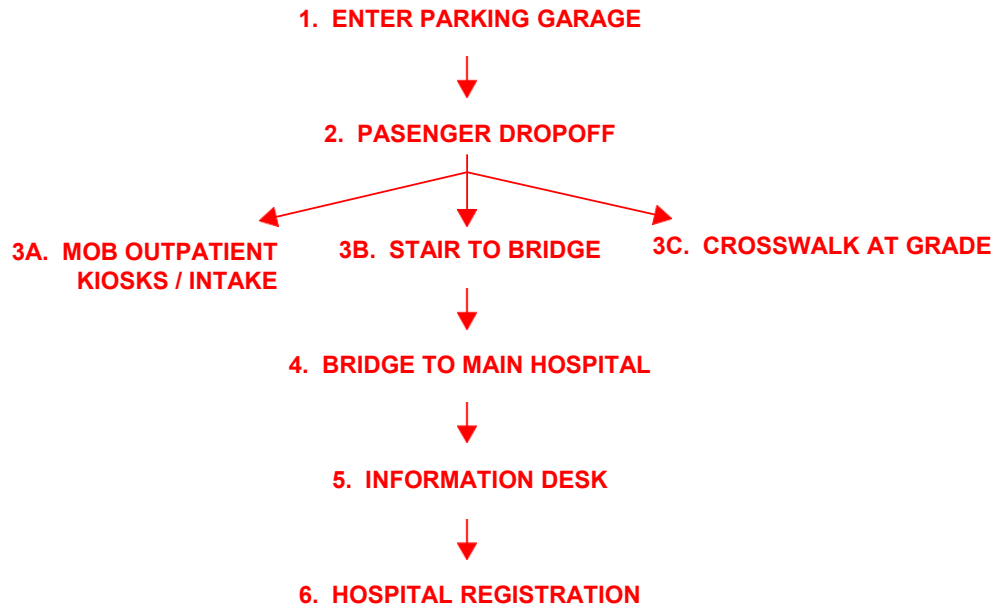 1. ENTER PARKING GARAGE
2. PASENGER DROPOFF
3A. MOB OUTPATIENT
KIOSKS / INTAKE
3B. STAIR TO BRIDGE
3C. CROSSWALK AT GRADE
4. BRIDGE TO MAIN HOSPITAL
5. INFORMATION DESK
6. HOSPITAL REGISTRATION